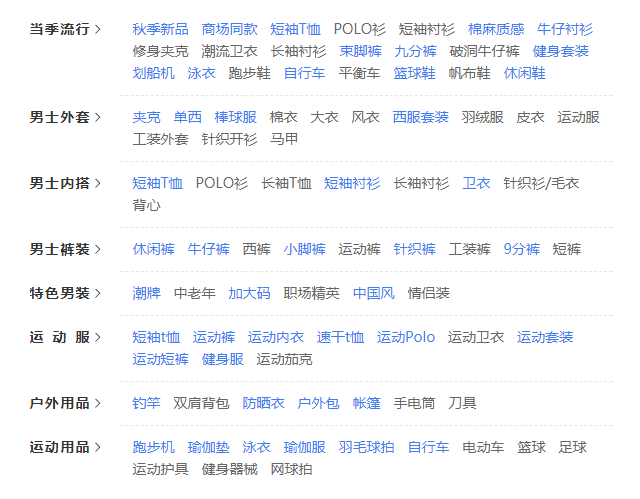 当季流行 > 秋季新品 商场同款 短袖T恤 POLO衫 短袖衬衫 棉麻质感 牛仔衬衫
修身夹克 潮流卫衣 长袖衬衫 束脚裤 九分裤 破洞牛仔裤 健身套装
划船机 泳衣 跑步鞋 自行车 平衡车 篮球鞋 帆布鞋 休闲鞋
男士外套 > 夹克 单西 棒球服 棉衣 大衣 风衣 西服套装 羽绒服 皮衣 运动服
工装外套 针织开衫 马甲
男士内搭 > 短袖T恤 POLO衫 长袖T恤 短袖衬衫 长袖衬衫 卫衣 针织衫/毛衣
背心
男士裤装 > 休闲裤 牛仔裤 西裤 小脚裤 运动裤 针织裤 工装裤 9分裤 短裤
特色男装 > 潮牌 中老年 加大码 职场精英 中国风 情侣装
运 动 服 > 短袖t恤 运动裤 运动内衣 速干t恤 运动Polo 运动卫衣 运动套装
运动短裤 健身服 运动茄克
户外用品 > 钓竿 双肩背包 防晒衣 户外包 帐篷 手电筒 刀具
运动用品 > 跑步机 瑜伽垫 泳衣 瑜伽服 羽毛球拍 自行车 电动车 篮球 足球
运动护具 健身器械 网球拍